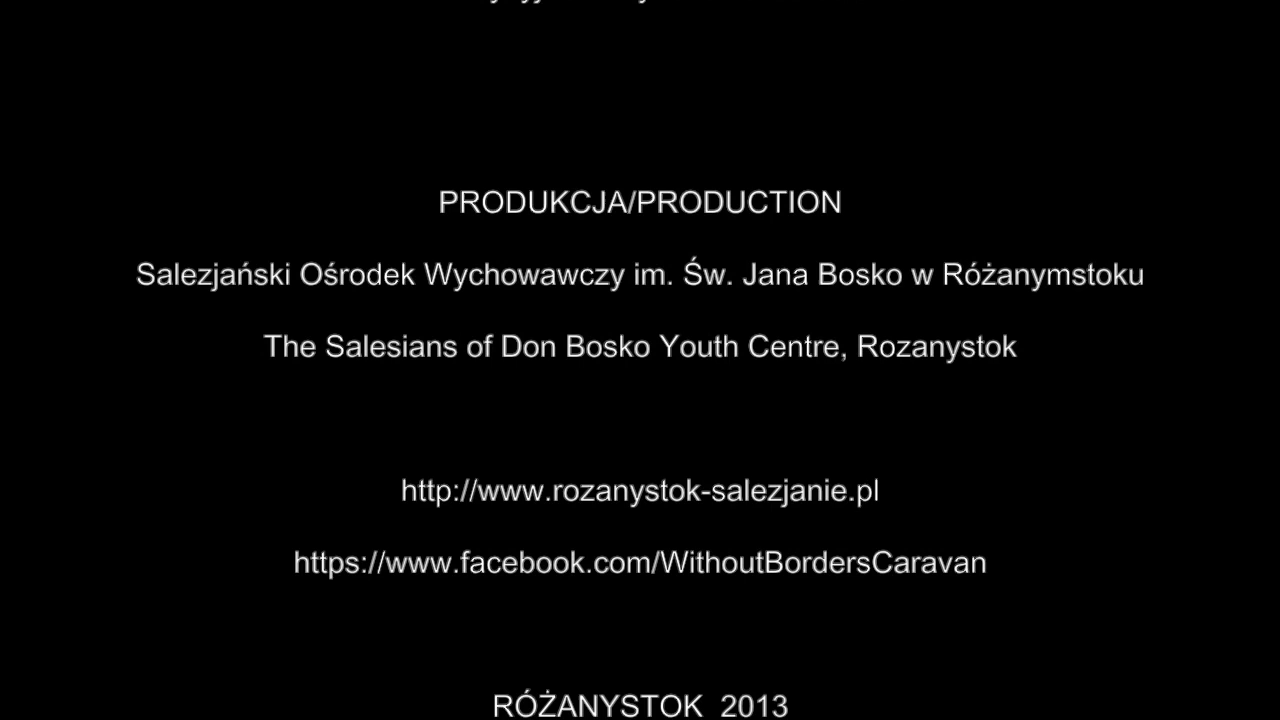 PRODUKCJA/PRODUCTION
Salezjański Ośrodek Wychowawczy im. Św. Jana Bosko w Różanymstoku
The Salesians of Don Bosko Youth Centre, Rozanystok
http://www.rozanystok-salezjanie.pl
https://www.facebook.com/WithoutBordersCaravan
RÓŻANYSTOK 2013